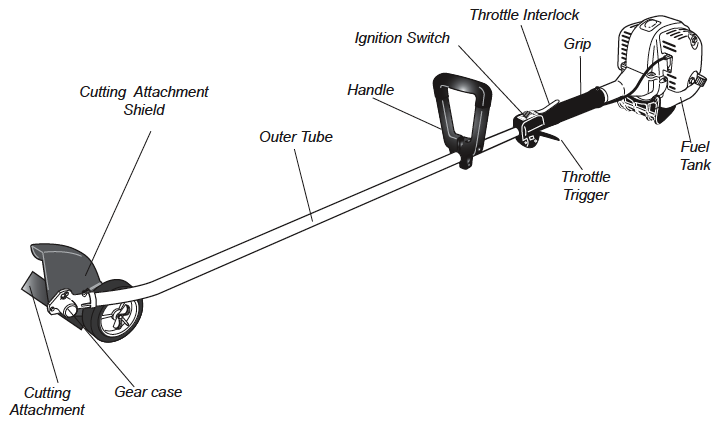 Throttle Interlock
Ignition Switch
Grip
Cutting Attachment
Shield
Handle
Outer Tube
Fuel
Tank
Throttle
Trigger
Cutting
Attachment
Gear case